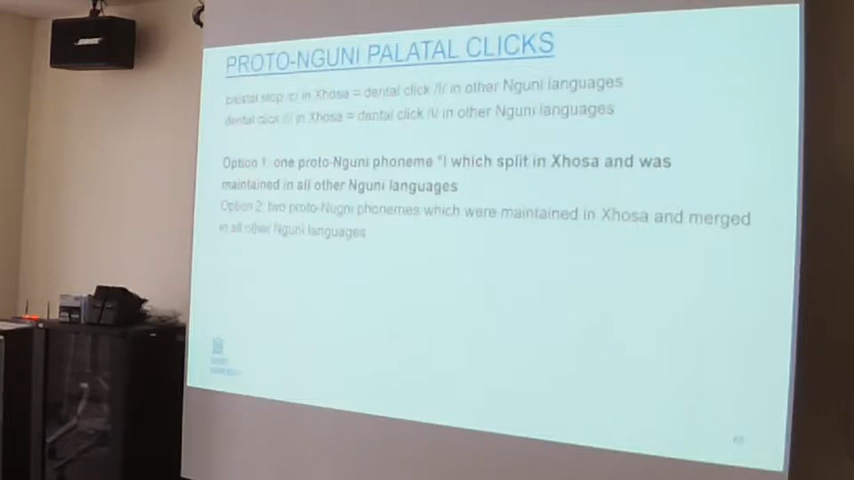 PROTO-NGUNI PALATAL CLICKS
palatal stop /c/ in Xhosa = dental click /ǀ/ in other Nguni languages
dental click /ǀ/ in Xhosa = dental click /ǀ/ in other Nguni languages
Option 1: one proto-Nguni phoneme *ǀ which split in Xhosa and was
maintained in all other Nguni languages
Option 2: two proto-Nugni phonemes which were maintained in Xhosa and merged
in all other Nguni languages